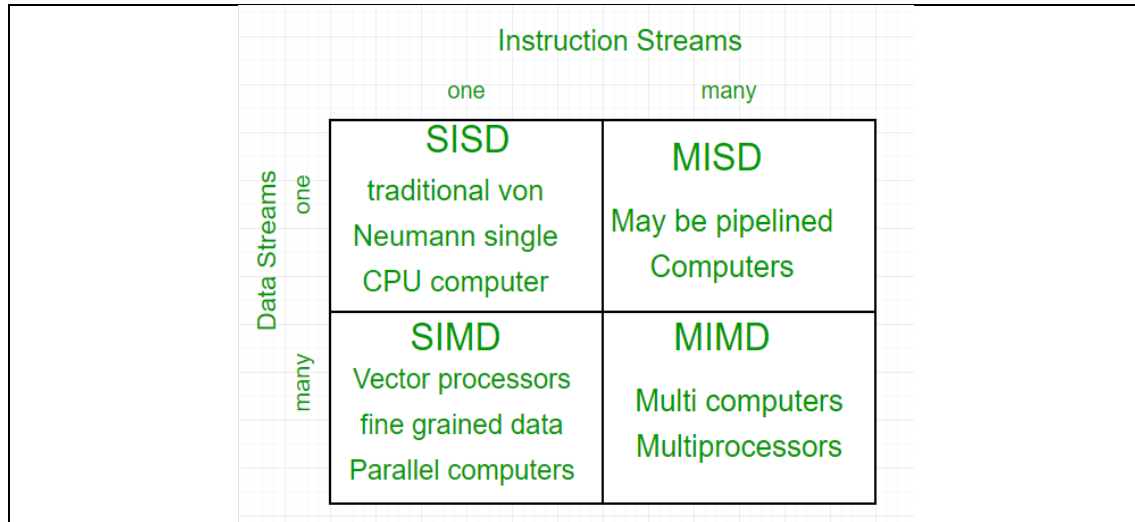 Instruction Streams
one
many
Data Streams
one
SISD
traditional von
Neumann single
CPU computer
MISD
May be pipelined
Computers
many
SIMD
Vector processors
fine grained data
Parallel computers
MIMD
Multi computers
Multiprocessors